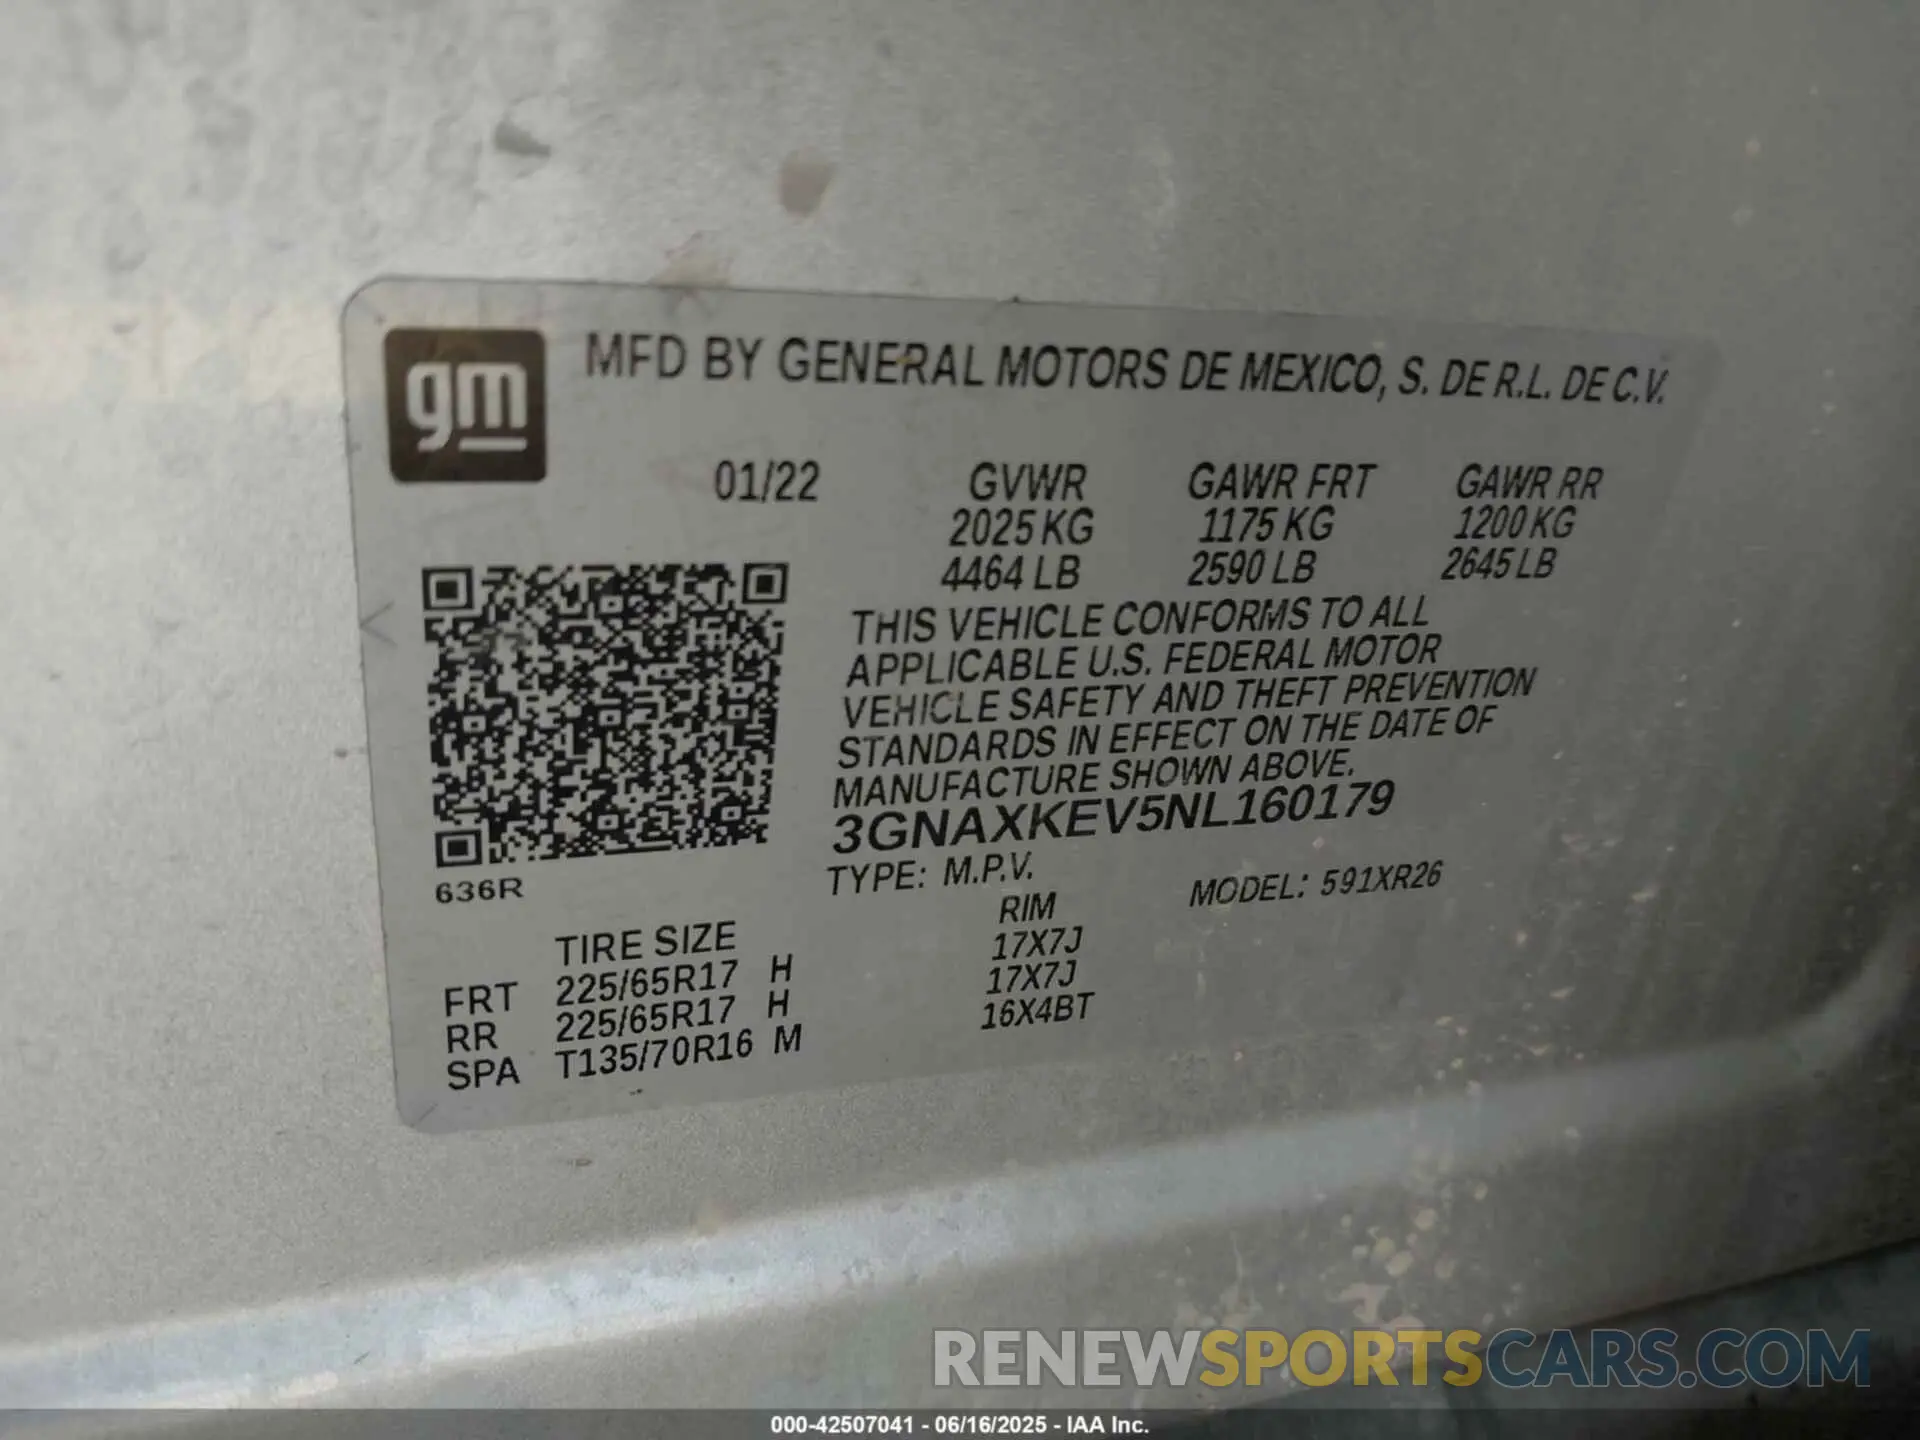 gm
MFD BY GENERAL MOTORS DE MEXICO, S. DE R.L. DE C.V.
01/22 GVWR GAWR FRT GAWR RR
2025 KG 1175 KG 1200 KG
4464 LB 2590 LB 2645 LB
THIS VEHICLE CONFORMS TO ALL
APPLICABLE U.S. FEDERAL MOTOR
VEHICLE SAFETY AND THEFT PREVENTION
STANDARDS IN EFFECT ON THE DATE OF
MANUFACTURE SHOWN ABOVE.
3GNAXKEV5NL160179
636R
TYPE: M.P.V. MODEL: 591XR26
TIRE SIZE RIM
FRT 225/65R17 H 17X7J
RR 225/65R17 H 17X7J
SPA T135/70R16 M 16X4BT
RENEWSPORTSCARS.COM
000-42507041 - 06/16/2025 - IAA Inc.